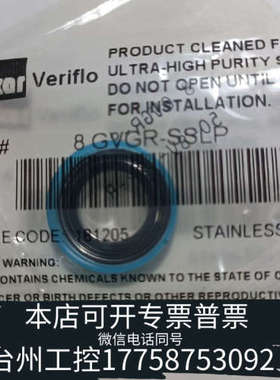 Veriflo
PRODUCT CLEANED F
ULTRA-HIGH PURITY S
DO NOT OPEN UNTIL
FOR INSTALLATION.
#
8 GVGR-SSLP
E CODE: 181205
STAINLESS
CONTAINS CHEMICALS KNOWN TO THE STATE OF C
CER OR BIRTH DEFECTS OR OTHER
本店可开专票普票
微信电话同号
台州工控17758753092